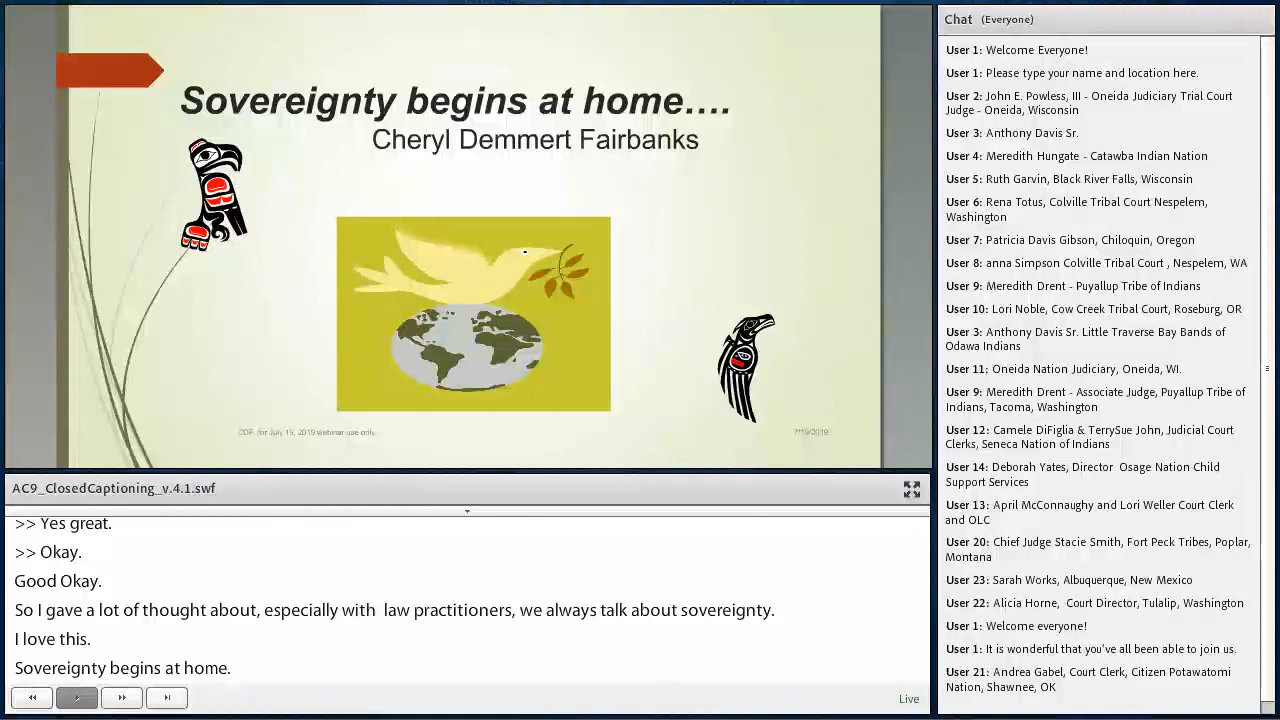 Sovereignty begins at home….
Cheryl Demmert Fairbanks
CDF for July 15, 2019 webinar use only
AC9_ClosedCaptioning_v.4.1.swf
>> Yes great.
>> Okay.
Good Okay.
So I gave a lot of thought about, especially with law practitioners, we always talk about sovereignty.
I love this.
Sovereignty begins at home.
Live
Chat (Everyone)
User 1: Welcome Everyone!
User 1: Please type your name and location here.
User 2: John E. Powless, III - Oneida Judiciary Trial Court
Judge - Oneida, Wisconsin
User 3: Anthony Davis Sr.
User 4: Meredith Hungate - Catawba Indian Nation
User 5: Ruth Garvin, Black River Falls, Wisconsin
User 6: Rena Totus, Colville Tribal Court Nespelem,
Washington
User 7: Patricia Davis Gibson, Chiloquin, Oregon
User 8: anna Simpson Colville Tribal Court , Nespelem, WA
User 9: Meredith Drent - Puyallup Tribe of Indians
User 10: Lori Noble, Cow Creek Tribal Court, Roseburg, OR
User 3: Anthony Davis Sr. Little Traverse Bay Bands of
Odawa Indians
User 11: Oneida Nation Judiciary, Oneida, WI.
User 9: Meredith Drent - Associate Judge, Puyallup Tribe of
Indians, Tacoma, Washington
User 12: Camele DiFiglia & TerrySue John, Judicial Court
Clerks, Seneca Nation of Indians
User 14: Deborah Yates, Director Osage Nation Child
Support Services
User 13: April McConnaughy and Lori Weller Court Clerk
and OLC
User 20: Chief Judge Stacie Smith, Fort Peck Tribes, Poplar,
Montana
User 23: Sarah Works, Albuquerque, New Mexico
User 22: Alicia Horne, Court Director, Tulalip, Washington
User 1: Welcome everyone!
User 1: It is wonderful that you've all been able to join us.
User 21: Andrea Gabel, Court Clerk, Citizen Potawatomi
Nation, Shawnee, OK